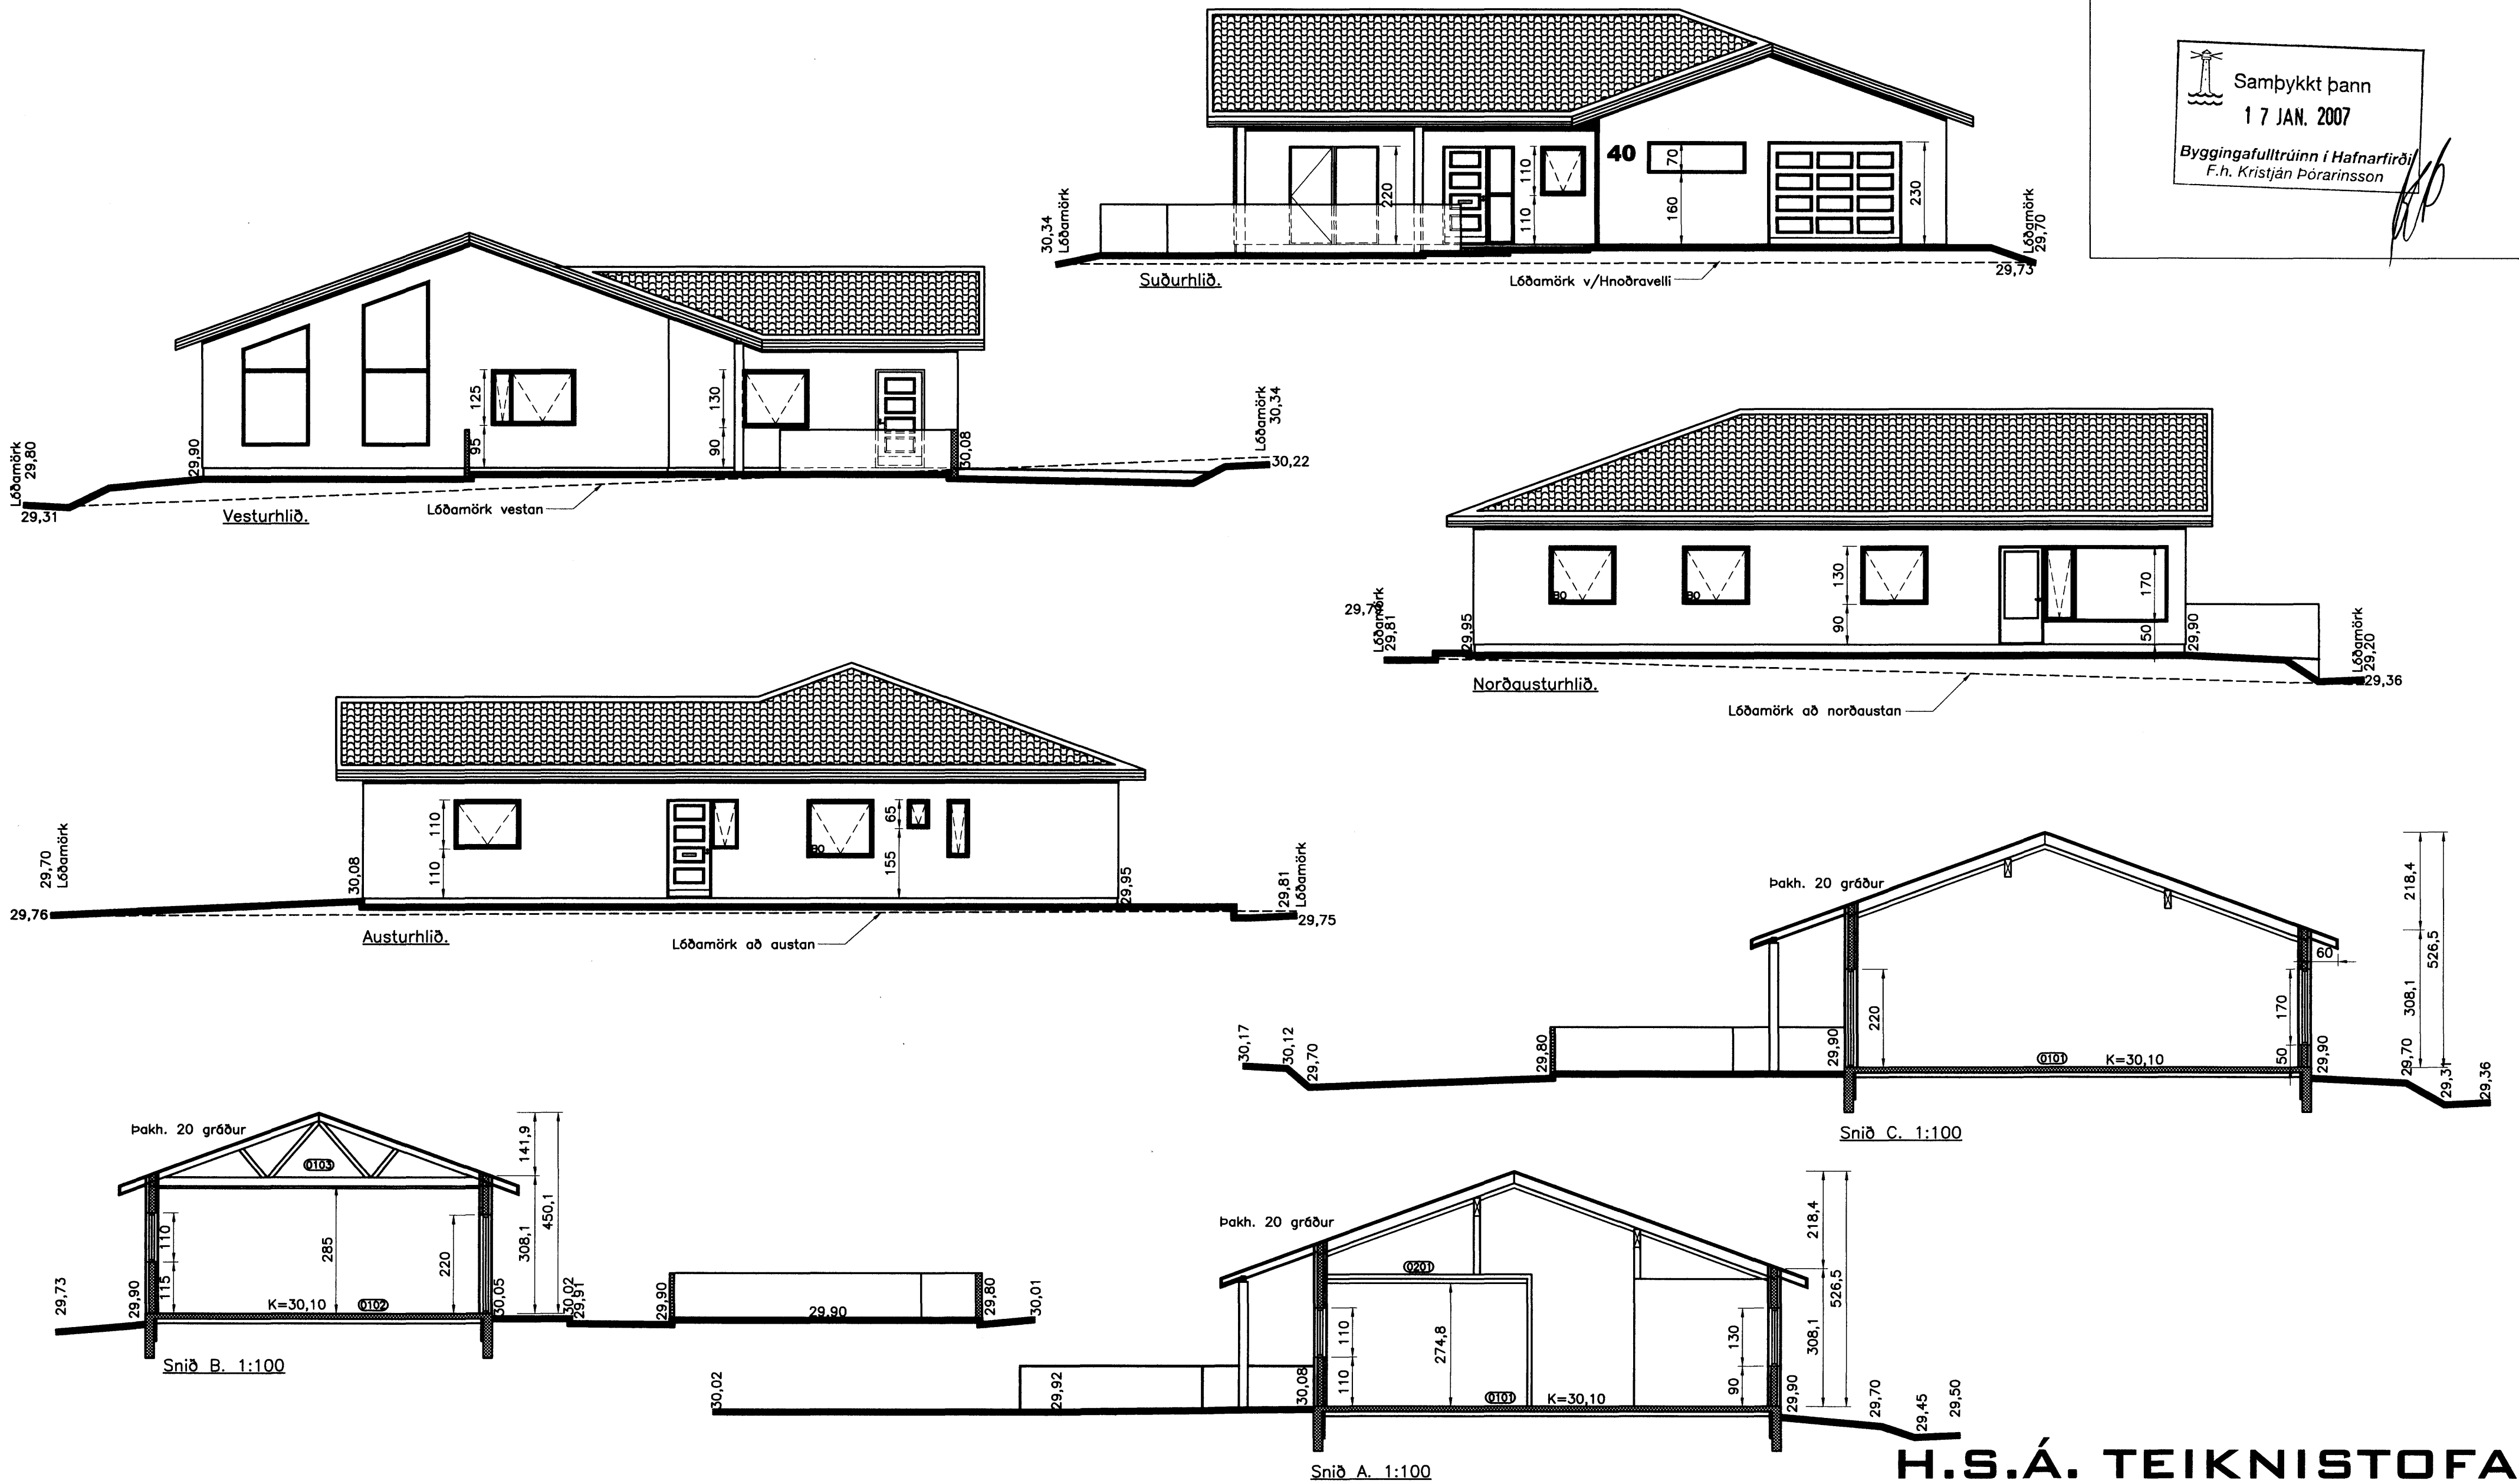 Samþykkt þann
1 7 JAN. 2007
Byggingafulltrúinn í Hafnarfirði
F.h. Kristján Þórarinsson
40
220
110
110
70
160
230
30,34
Lóðamörk
Lóðamörk
29,70
29,73
Suðurhlið.
Lóðamörk v/Hnoðravelli
125
95
130
90
Lóðamörk
29,80
29,90
30,08
Lóðamörk
30,34
30,22
29,31
Vesturhlið.
Lóðamörk vestan
BO
BO
130
90
170
50
Lóðamörk
29,81
29,95
29,90
Lóðamörk
29,20
29,36
Norðausturhlið.
Lóðamörk að norðaustan
110
110
BO
65
155
29,70
Lóðamörk
30,08
29,95
29,81
Lóðamörk
29,76
29,75
Austurhlið.
Lóðamörk að austan
Þakh. 20 gráður
218,4
526,5
308,1
60
220
170
50
30,17
30,12
29,70
29,80
29,90
0101
K=30,10
29,90
29,70
29,31
29,36
Snið C. 1:100
Þakh. 20 gráður
0103
141,9
450,1
308,1
110
115
285
220
29,73
29,90
K=30,10
0102
30,05
30,02
29,91
29,90
29,90
29,80
30,01
Snið B. 1:100
Þakh. 20 gráður
0201
218,4
526,5
308,1
110
110
274,8
130
90
30,02
29,92
30,08
0101
K=30,10
29,90
29,70
29,45
29,50
Snið A. 1:100
H.S.Á. TEIKNISTOFA